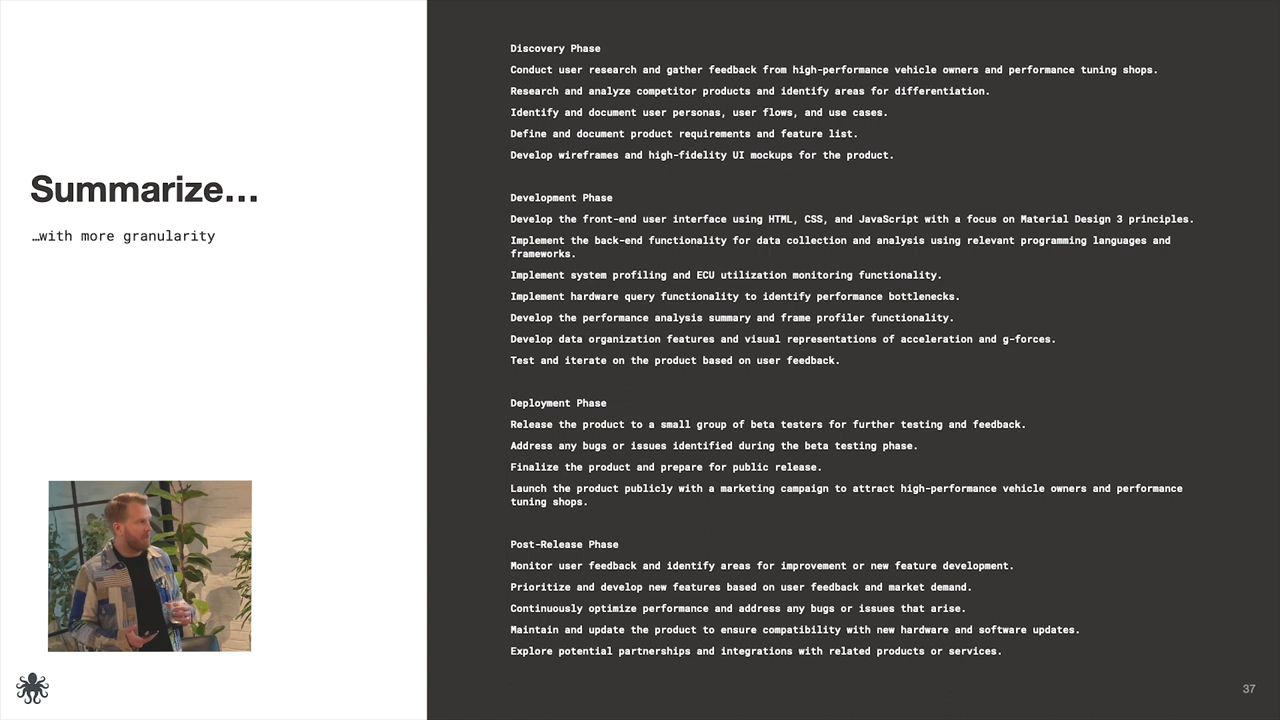 Summarize...
…with more granularity
Discovery Phase
Conduct user research and gather feedback from high-performance vehicle owners and performance tuning shops.
Research and analyze competitor products and identify areas for differentiation.
Identify and document user personas, user flows, and use cases.
Define and document product requirements and feature list.
Develop wireframes and high-fidelity UI mockups for the product.
Development Phase
Develop the front-end user interface using HTML, CSS, and JavaScript with a focus on Material Design 3 principles.
Implement the back-end functionality for data collection and analysis using relevant programming languages and
frameworks.
Implement system profiling and ECU utilization monitoring functionality.
Implement hardware query functionality to identify performance bottlenecks.
Develop the performance analysis summary and frame profiler functionality.
Develop data organization features and visual representations of acceleration and g-forces.
Test and iterate on the product based on user feedback.
Deployment Phase
Release the product to a small group of beta testers for further testing and feedback.
Address any bugs or issues identified during the beta testing phase.
Finalize the product and prepare for public release.
Launch the product publicly with a marketing campaign to attract high-performance vehicle owners and performance
tuning shops.
Post-Release Phase
Monitor user feedback and identify areas for improvement or new feature development.
Prioritize and develop new features based on user feedback and market demand.
Continuously optimize performance and address any bugs or issues that arise.
Maintain and update the product to ensure compatibility with new hardware and software updates.
Explore potential partnerships and integrations with related products or services.
37